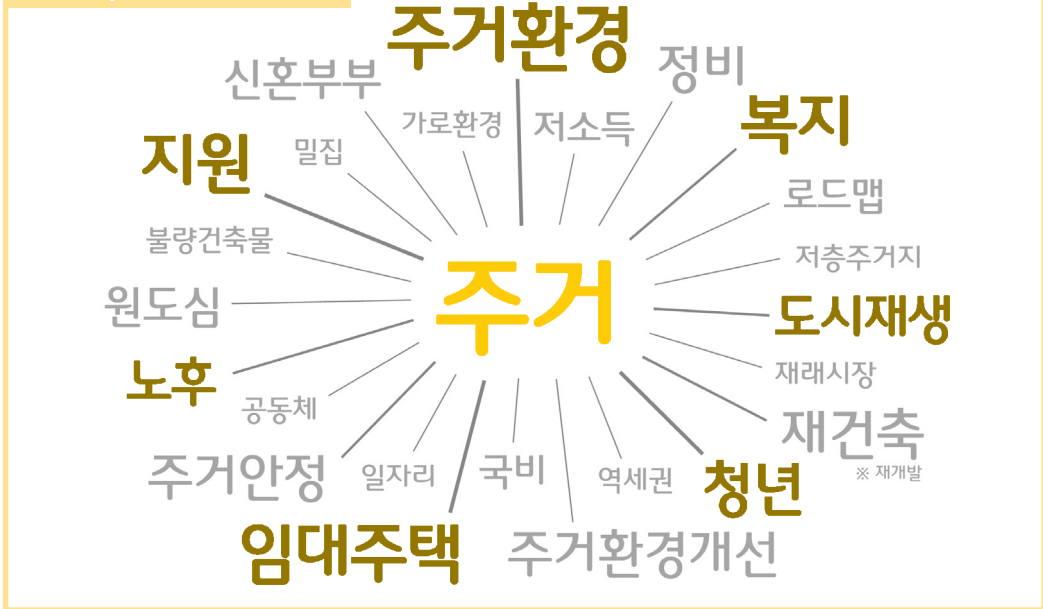 주거환경
정비
신혼부부
가로환경
저소득
복지
지원
밀집
로드맵
불량건축물
저층주거지
주거
원도심
도시재생
노후
재래시장
공동체
재건축
※ 재개발
주거안정
일자리
국비
역세권
청년
임대주택
주거환경개선